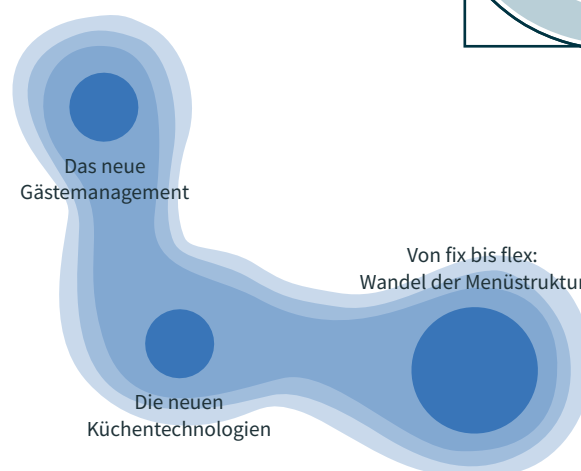 Das neue
Gästemanagement
Von fix bis flex:
Wandel der Menüstruktur
Die neuen
Küchentechnologien